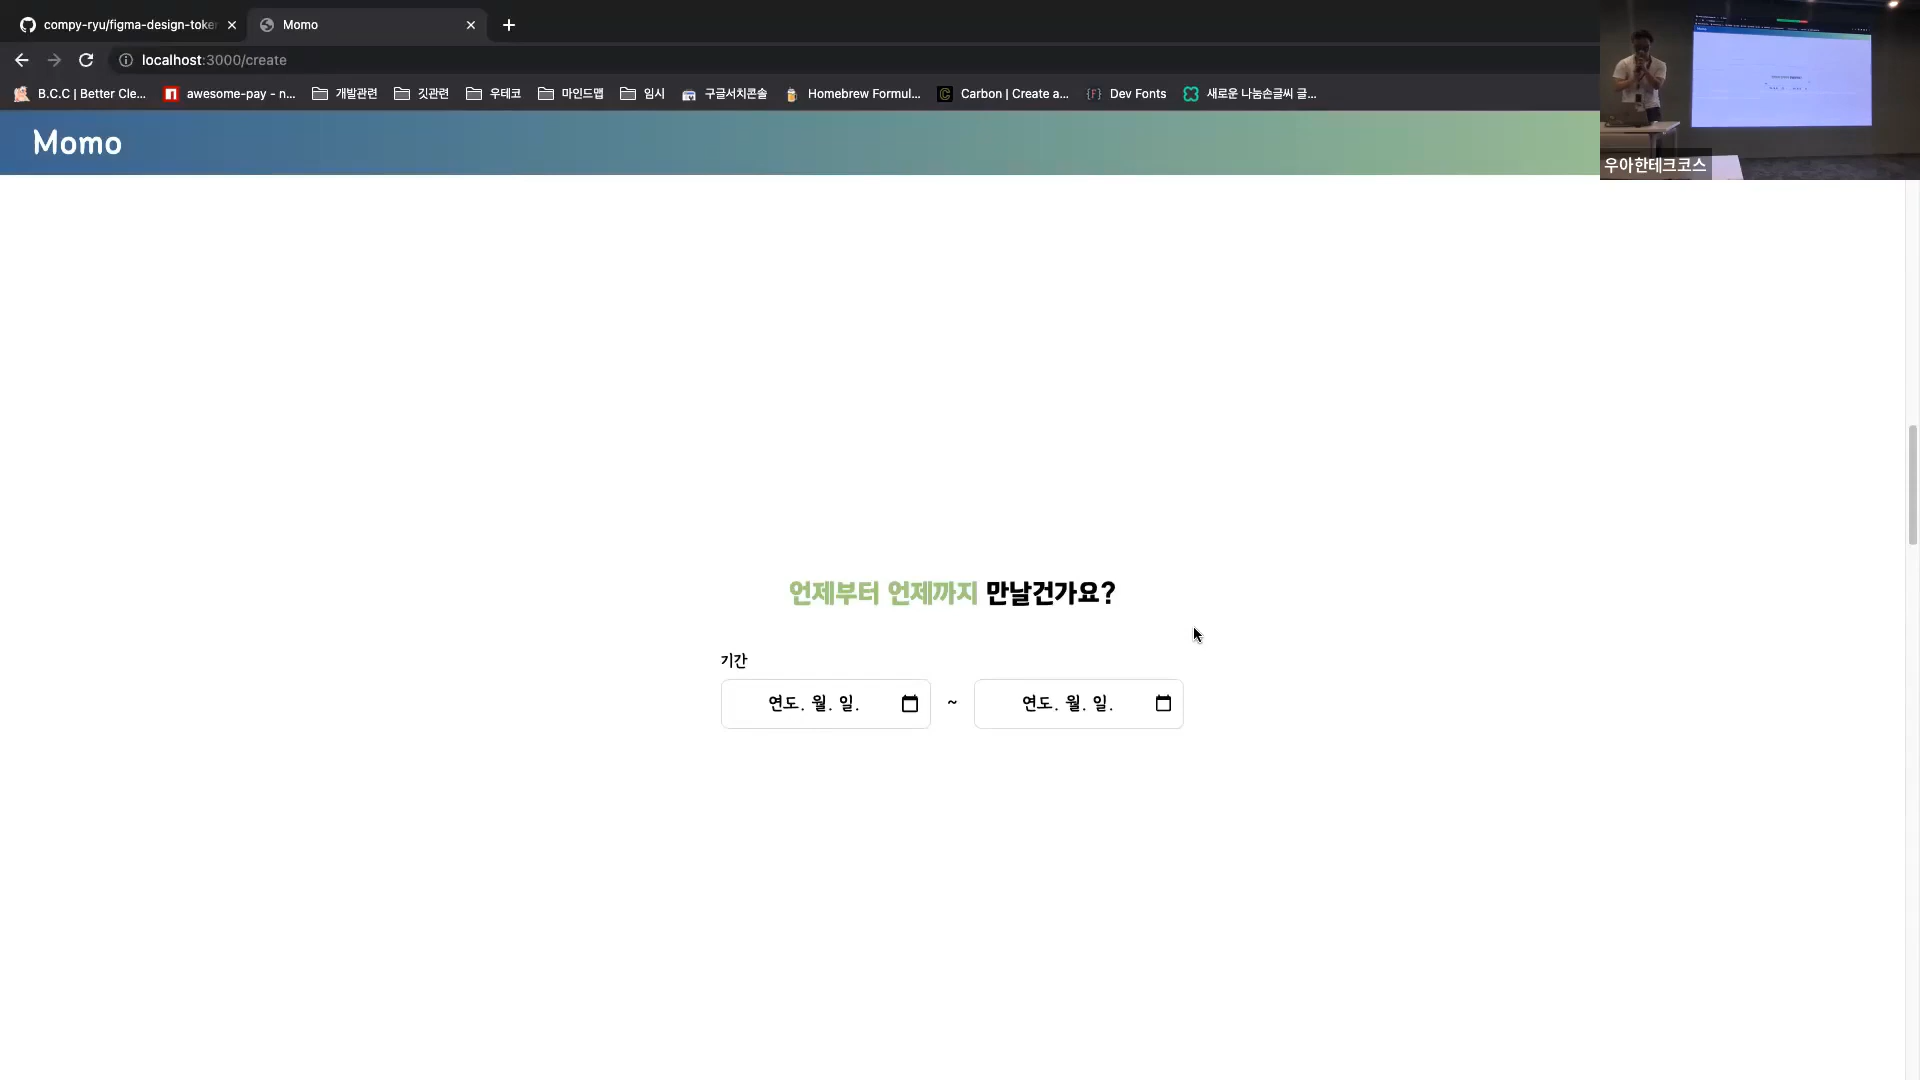 compy-ryu/figma-design-toke
Momo
localhost:3000/create
B.C.C | Better Cle...
awesome-pay - n...
개발관련
깃관련
우테코
마인드맵
임시
구글서치콘솔
Homebrew Formul...
Carbon | Create a...
Dev Fonts
새로운 나눔손글씨 글...
우아한테크코스
Momo
언제부터 언제까지 만날건가요?
기간
연도. 월. 일. ~ 연도. 월. 일.